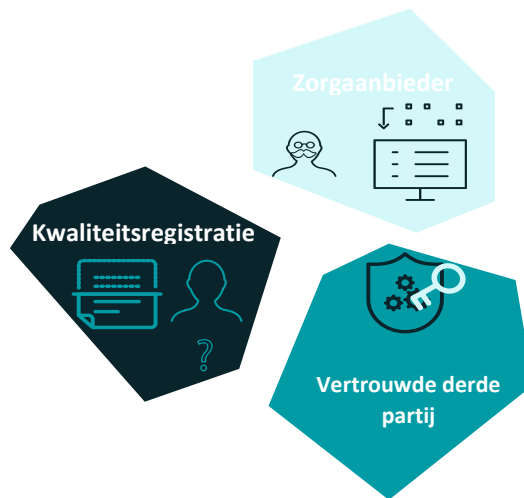 Zorgaanbieder
Kwaliteitsregistratie
?
Vertrouwde derde
partij